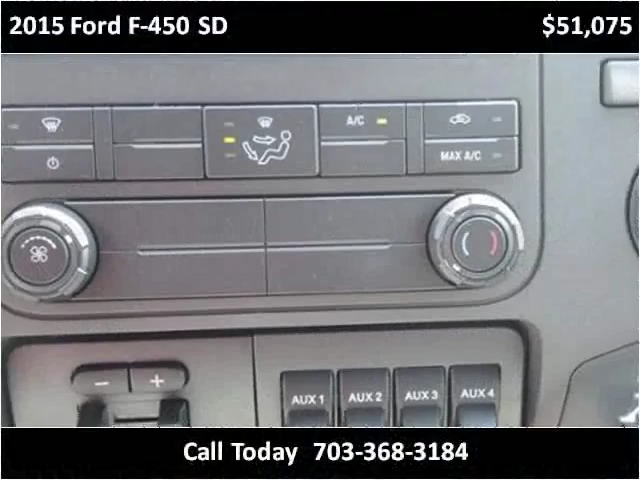 2015 Ford F-450 SD $51,075
A/C
MAX A/C
− +
AUX 1 AUX 2 AUX 3 AUX 4
Call Today 703-368-3184